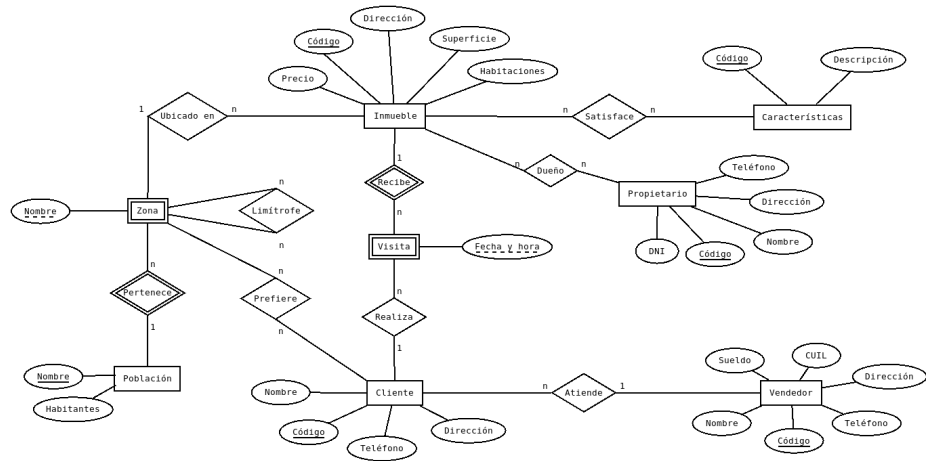 Dirección
Código
Superficie
Precio
Habitaciones
Código
Descripción
1
Ubicado en
n
Inmueble
n
Satisface
n
Características
1
n
Dueño
n
Recibe
Teléfono
n
Propietario
Dirección
Nombre
Zona
Limítrofe
n
n
Visita
Fecha y hora
DNI
Código
Nombre
n
n
n
Pertenece
Prefiere
Realiza
1
n
1
Nombre
Población
Habitantes
Nombre
Cliente
n
Atiende
1
Sueldo
CUIL
Dirección
Vendedor
Código
Teléfono
Dirección
Nombre
Código
Teléfono